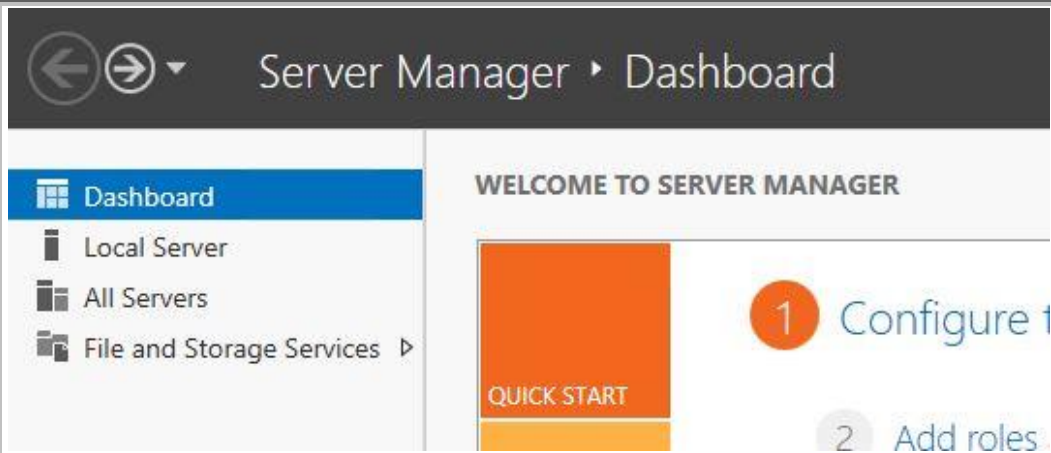 Server Manager ‣ Dashboard
Dashboard
Local Server
All Servers
File and Storage Services
WELCOME TO SERVER MANAGER
QUICK START
1 Configure t
2 Add roles